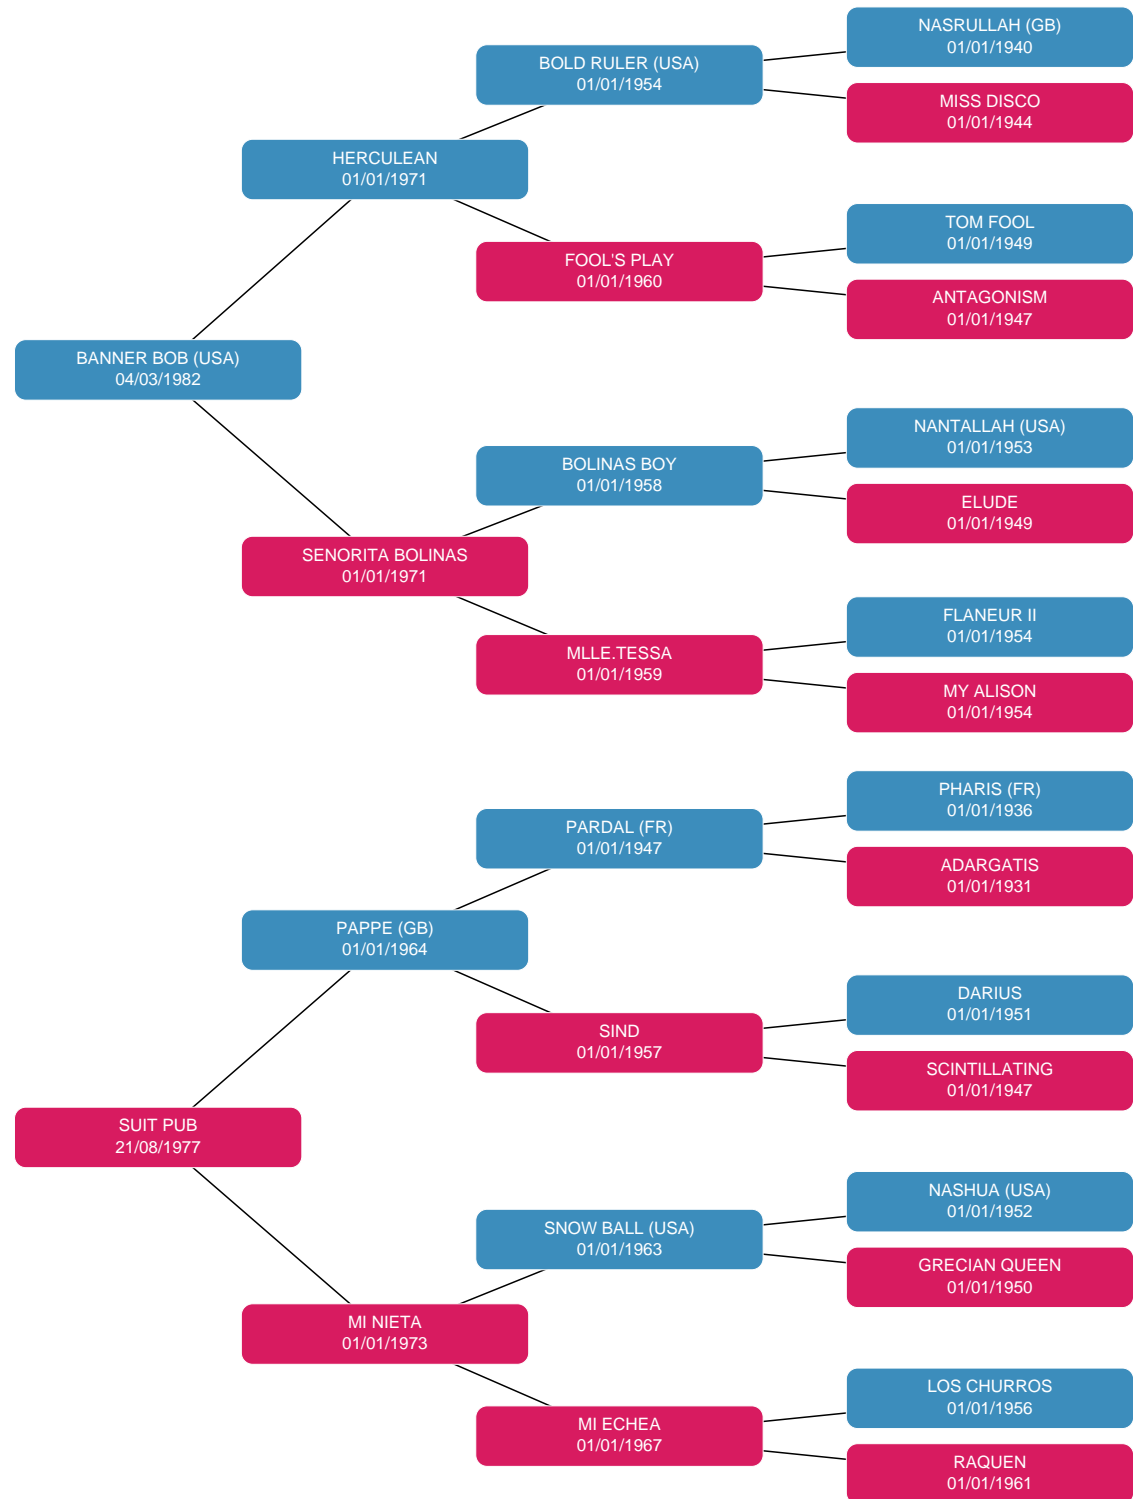 NASRULLAH (GB)
01/01/1940
BOLD RULER (USA)
01/01/1954
MISS DISCO
01/01/1944
HERCULEAN
01/01/1971
TOM FOOL
01/01/1949
FOOL'S PLAY
01/01/1960
ANTAGONISM
01/01/1947
BANNER BOB (USA)
04/03/1982
NANTALLAH (USA)
01/01/1953
BOLINAS BOY
01/01/1958
ELUDE
01/01/1949
SENORITA BOLINAS
01/01/1971
FLANEUR II
01/01/1954
MLLE.TESSA
01/01/1959
MY ALISON
01/01/1954
PHARIS (FR)
01/01/1936
PARDAL (FR)
01/01/1947
ADARGATIS
01/01/1931
PAPPE (GB)
01/01/1964
DARIUS
01/01/1951
SIND
01/01/1957
SCINTILLATING
01/01/1947
SUIT PUB
21/08/1977
NASHUA (USA)
01/01/1952
SNOW BALL (USA)
01/01/1963
GRECIAN QUEEN
01/01/1950
MI NIETA
01/01/1973
LOS CHURROS
01/01/1956
MI ECHEA
01/01/1967
RAQUEN
01/01/1961